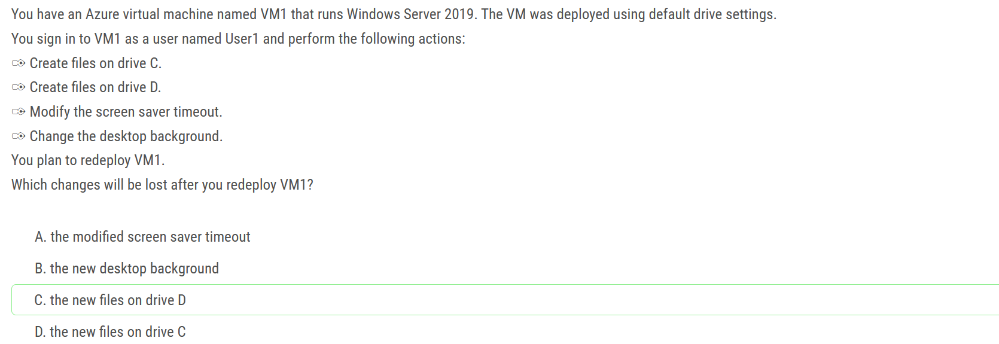 You have an Azure virtual machine named VM1 that runs Windows Server 2019. The VM was deployed using default drive settings.
You sign in to VM1 as a user named User1 and perform the following actions:
Create files on drive C.
Create files on drive D.
Modify the screen saver timeout.
Change the desktop background.
You plan to redeploy VM1.
Which changes will be lost after you redeploy VM1?
A. the modified screen saver timeout
B. the new desktop background
C. the new files on drive D
D. the new files on drive C